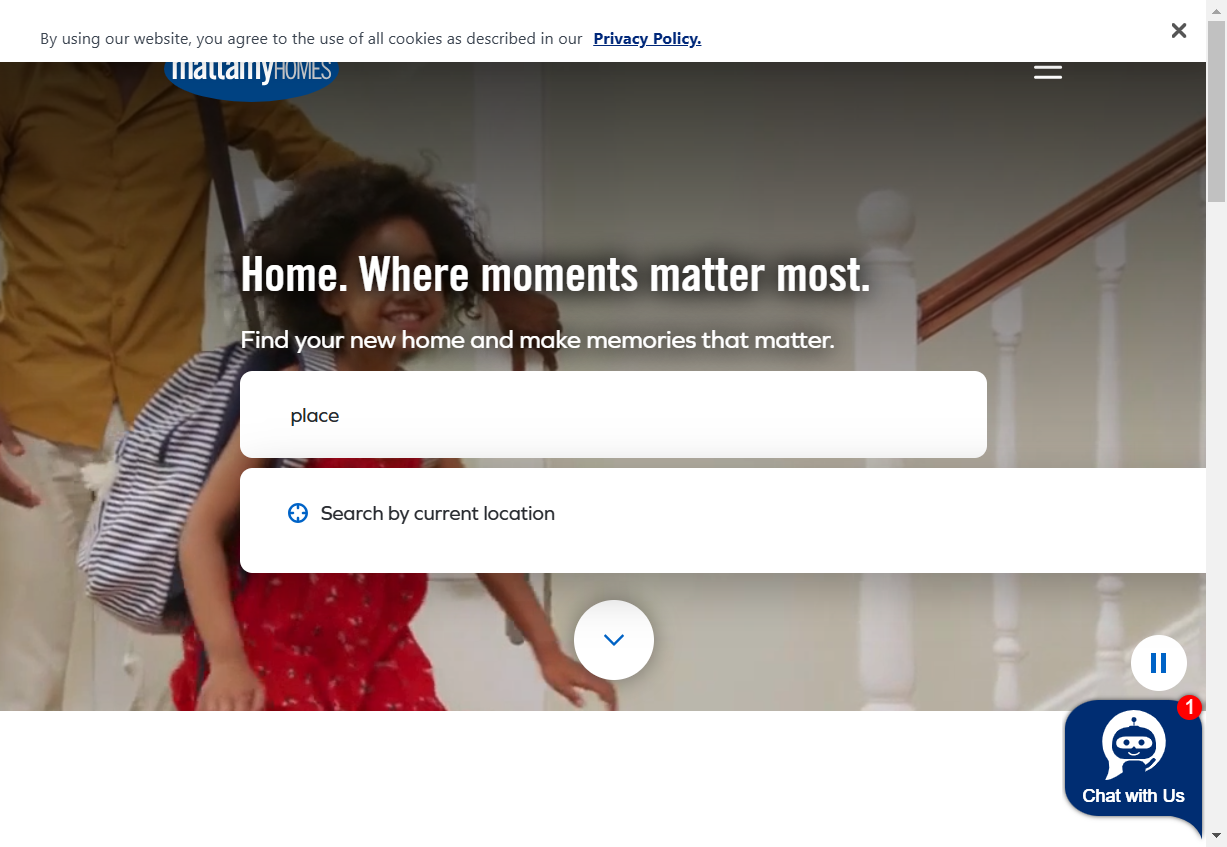 By using our website, you agree to the use of all cookies as described in our Privacy Policy.
mattamyHOMES
Home. Where moments matter most.
Find your new home and make memories that matter.
place
Search by current location
1
Chat with Us